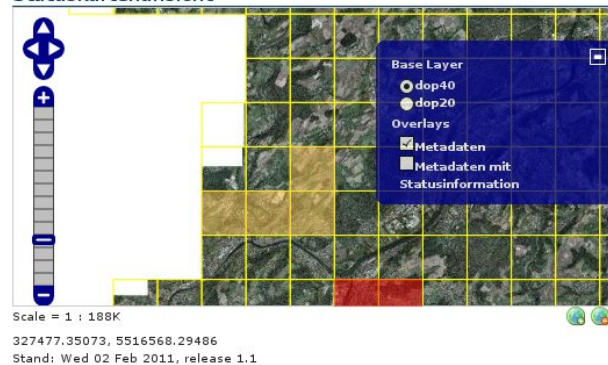 Base Layer
dop40
dop20
Overlays
Metadaten
Metadaten mit
Statusinformation
Scale = 1 : 188K
327477.35073, 5516568.29486
Stand: Wed 02 Feb 2011, release 1.1